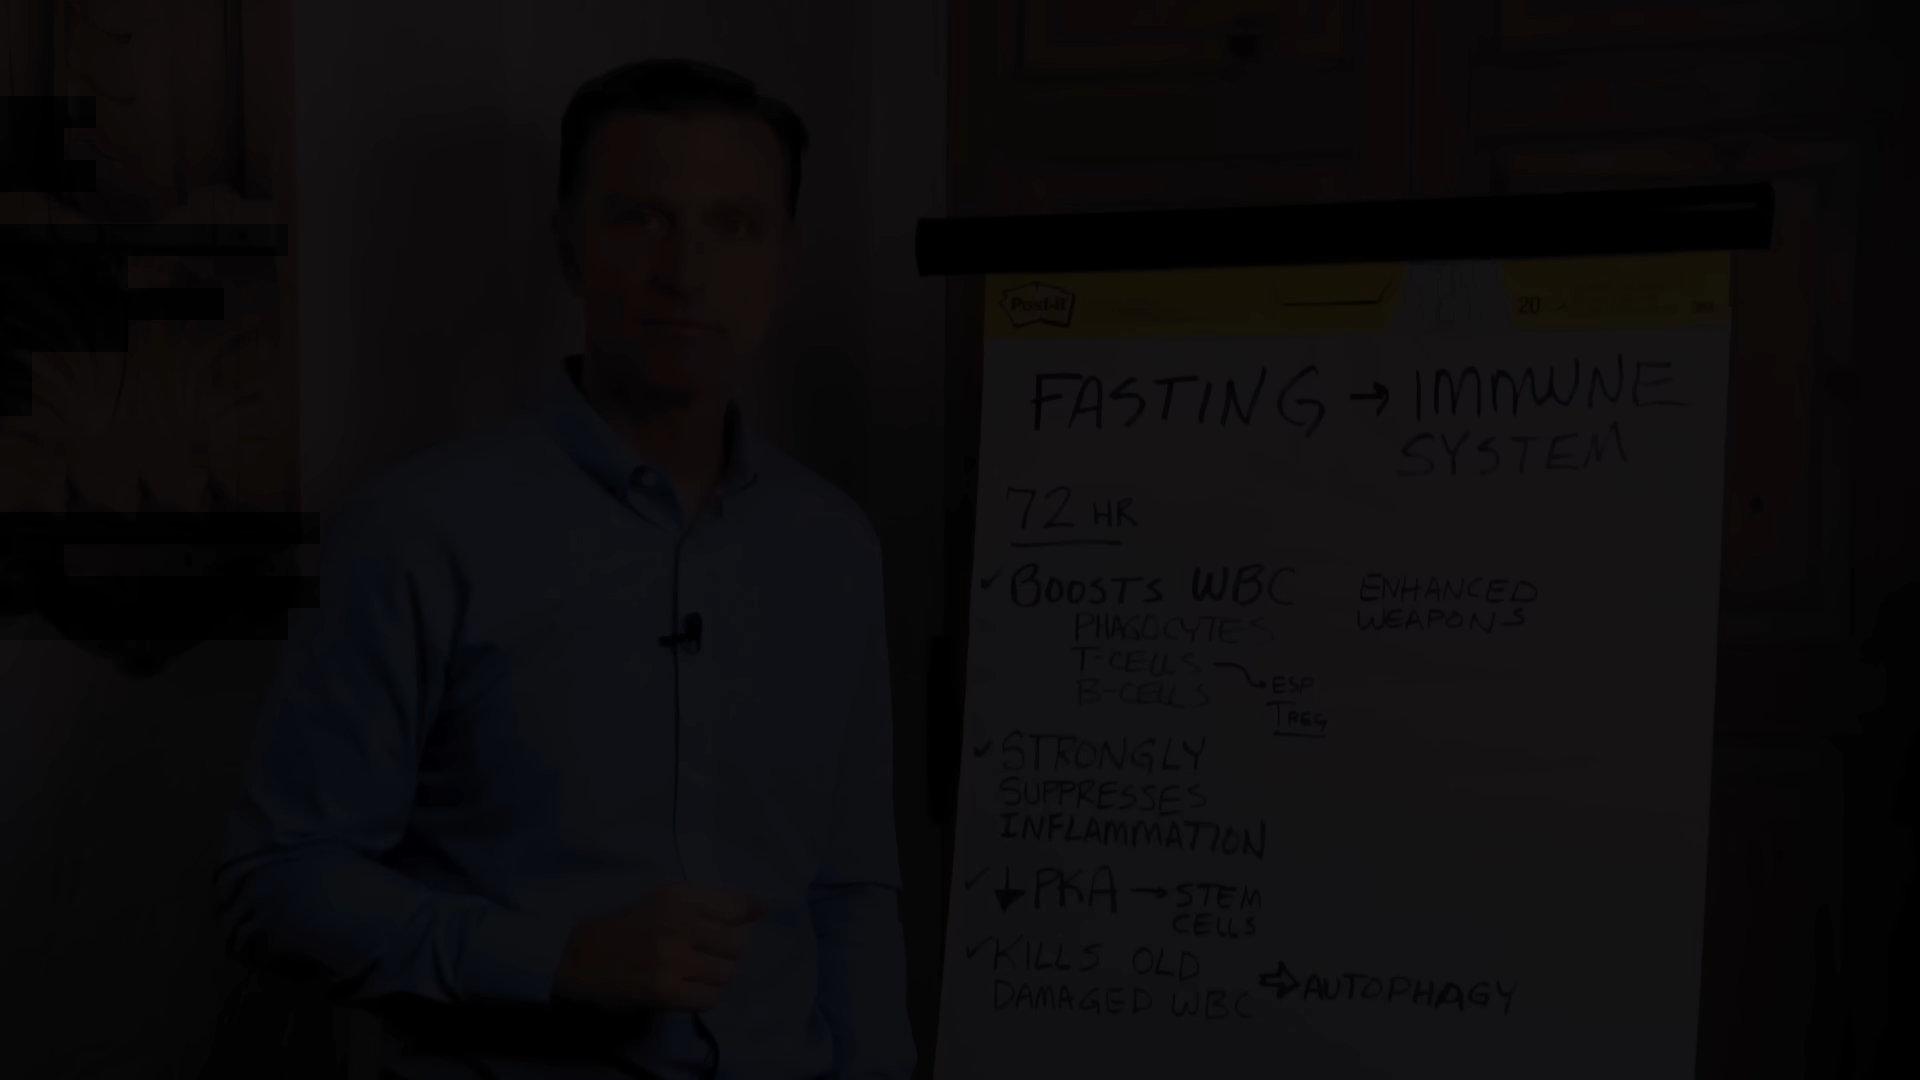 Post-it
20
FASTING → IMMUNE
SYSTEM
72 HR
✓ BOOSTS WBC
ENHANCED
WEAPONS
PHAGOCYTES
T-CELLS → ESP
TREG
B-CELLS
✓ STRONGLY
SUPPRESSES
INFLAMMATION
✓ ↓ PKA → STEM
CELLS
✓ KILLS OLD
DAMAGED WBC ⇨ AUTOPHAGY